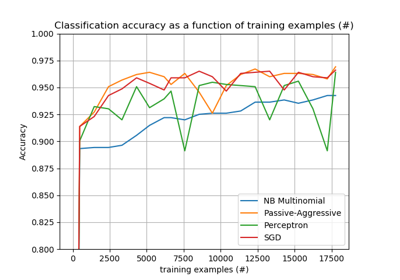 Classification accuracy as a function of training examples (#)
1.000
0.975
0.950
0.925
0.900
0.875
0.850
0.825
0.800
Accuracy
NB Multinomial
Passive-Aggressive
Perceptron
SGD
0 2500 5000 7500 10000 12500 15000 17500
training examples (#)